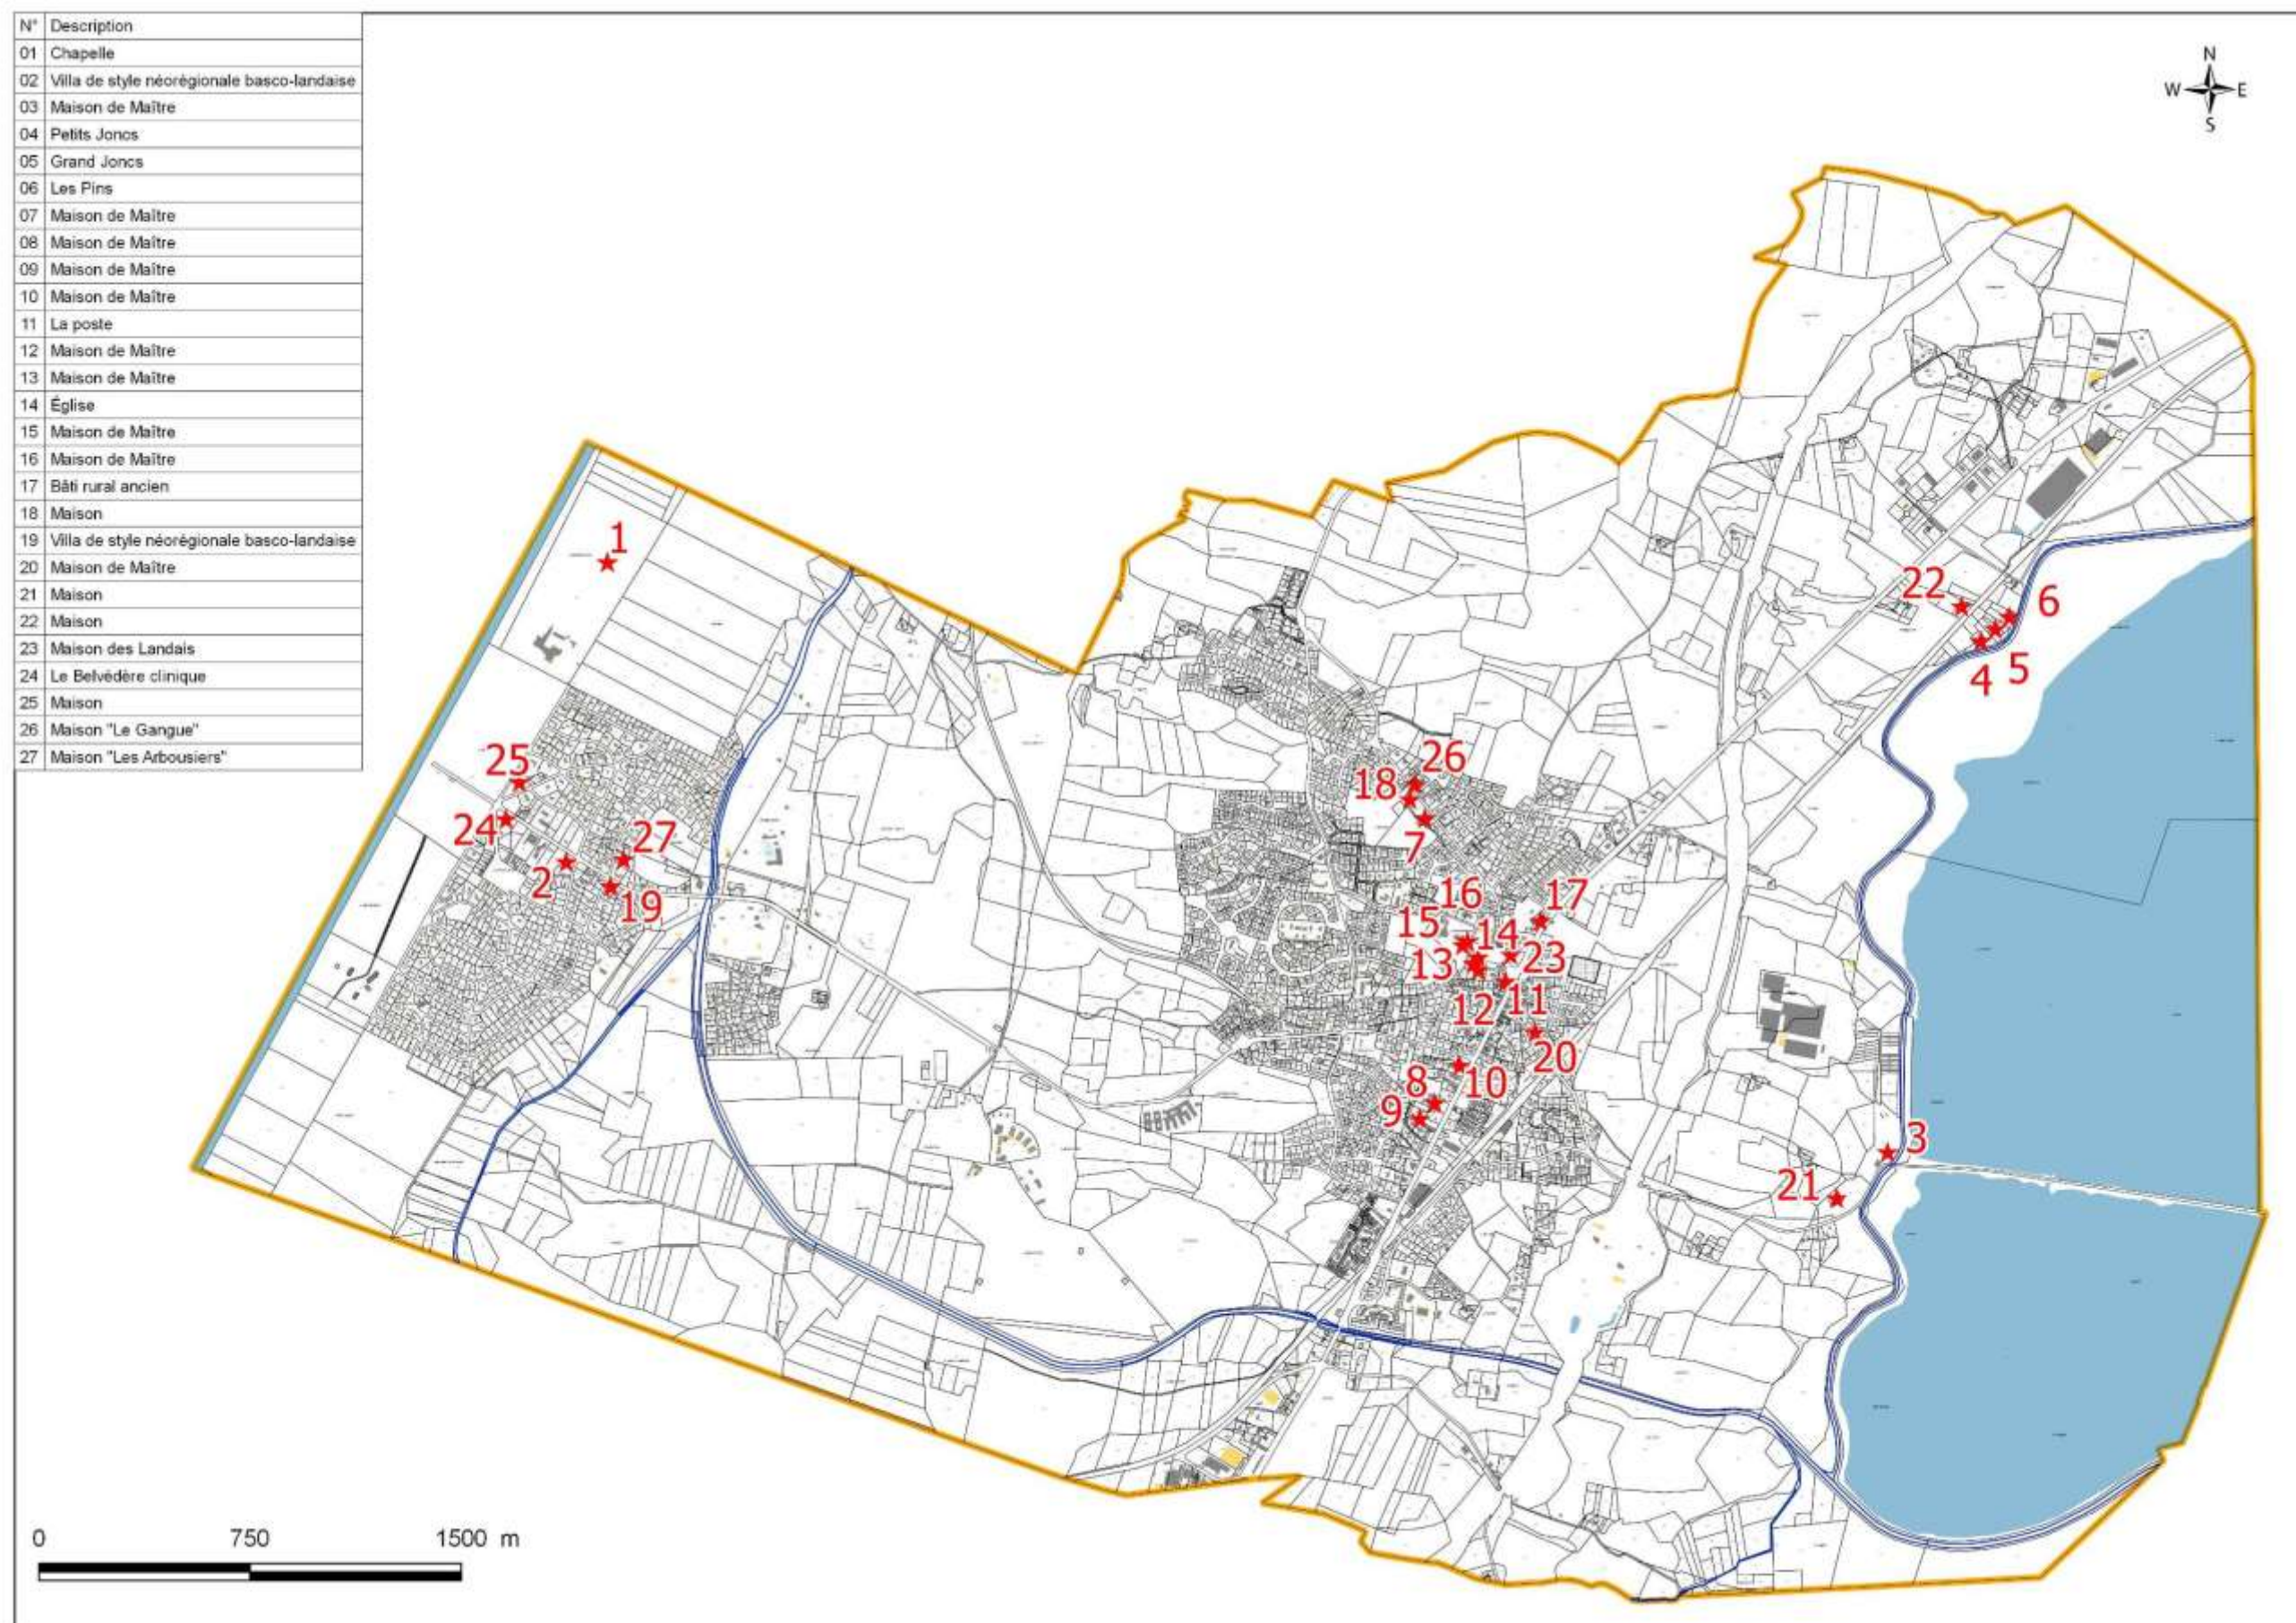 N° Description
01 Chapelle
02 Villa de style néorégionale basco-landaise
03 Maison de Maître
04 Petits Joncs
05 Grand Joncs
06 Les Pins
07 Maison de Maître
08 Maison de Maître
09 Maison de Maître
10 Maison de Maître
11 La poste
12 Maison de Maître
13 Maison de Maître
14 Église
15 Maison de Maître
16 Maison de Maître
17 Bâti rural ancien
18 Maison
19 Villa de style néorégionale basco-landaise
20 Maison de Maître
21 Maison
22 Maison
23 Maison des Landais
24 Le Belvédère clinique
25 Maison
26 Maison "Le Gangue"
27 Maison "Les Arbousiers"
N
W E
S
1
22
6
5
4
25
26
18
24
27
7
2
19
16
17
15
14
13
23
12
11
20
8
10
9
3
21
0 750 1500 m